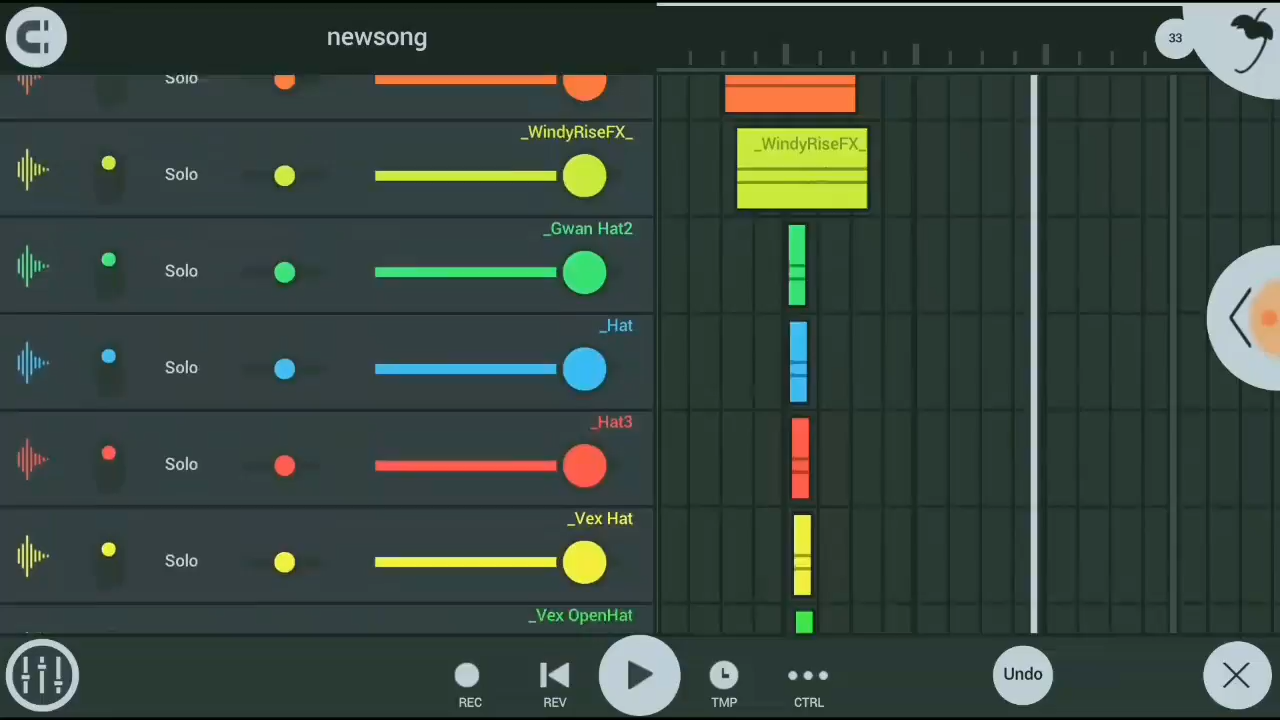 newsong
33
Solo
_WindyRiseFX_
_WindyRiseFX_
Solo
_Gwan Hat2
Solo
_Hat
Solo
_Hat3
Solo
_Vex Hat
Solo
_Vex OpenHat
REC
REV
TMP
CTRL
Undo